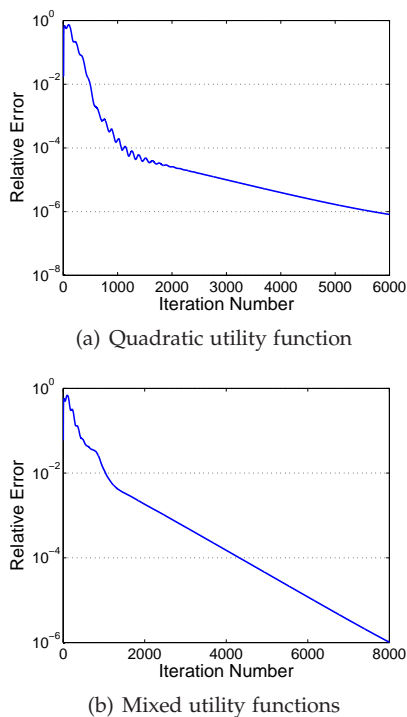 10^0
10^-2
10^-4
10^-6
10^-8
Relative Error
0 1000 2000 3000 4000 5000 6000
Iteration Number
(a) Quadratic utility function
10^0
10^-2
10^-4
10^-6
Relative Error
0 2000 4000 6000 8000
Iteration Number
(b) Mixed utility functions